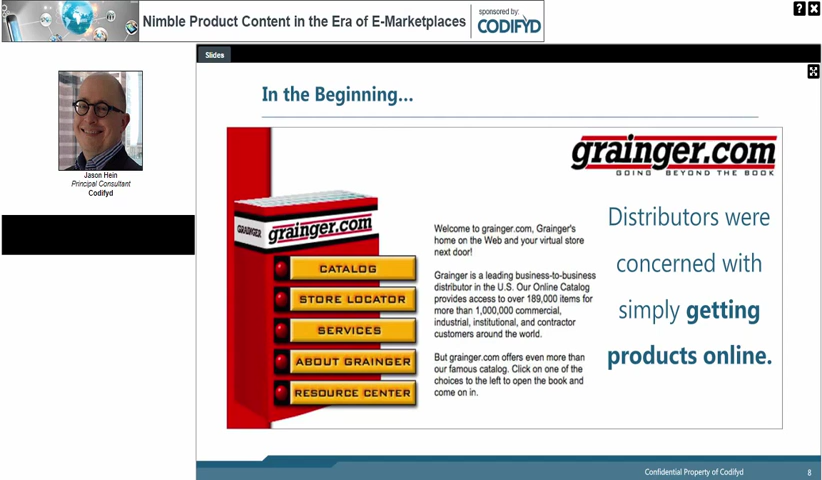 Nimble Product Content in the Era of E-Marketplaces
sponsored by:
CODIFYD
? X
Slides
Jason Hein
Principal Consultant
Codifyd
In the Beginning...
grainger.com
GOING BEYOND THE BOOK
GRAINGER grainger.com
CATALOG
STORE LOCATOR
SERVICES
ABOUT GRAINGER
RESOURCE CENTER
Welcome to grainger.com, Grainger's
home on the Web and your virtual store
next door!
Grainger is a leading business-to-business
distributor in the U.S. Our Online Catalog
provides access to over 189,000 items for
more than 1,000,000 commercial,
industrial, institutional, and contractor
customers around the world.
But grainger.com offers even more than
our famous catalog. Click on one of the
choices to the left to open the book and
come on in.
Distributors were
concerned with
simply getting
products online.
Confidential Property of Codifyd
8